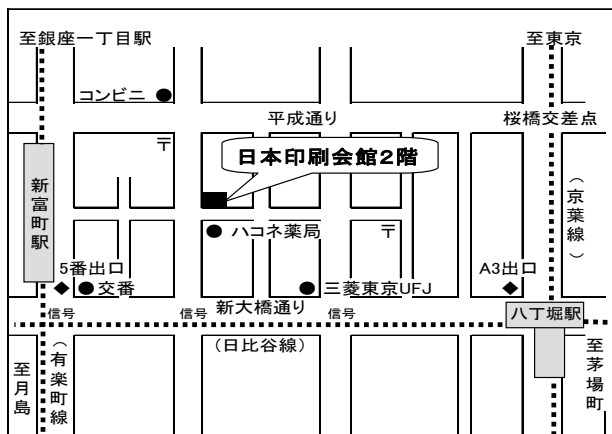 至銀座一丁目駅
至東京
コンビニ
平成通り
桜橋交差点
〒
日本印刷会館2階
新富町駅
(京葉線)
ハコネ薬局
〒
5番出口
交番
三菱東京UFJ
A3出口
新大橋通り
信号
信号
信号
八丁堀駅
(日比谷線)
(有楽町線
至月島
至茅場町